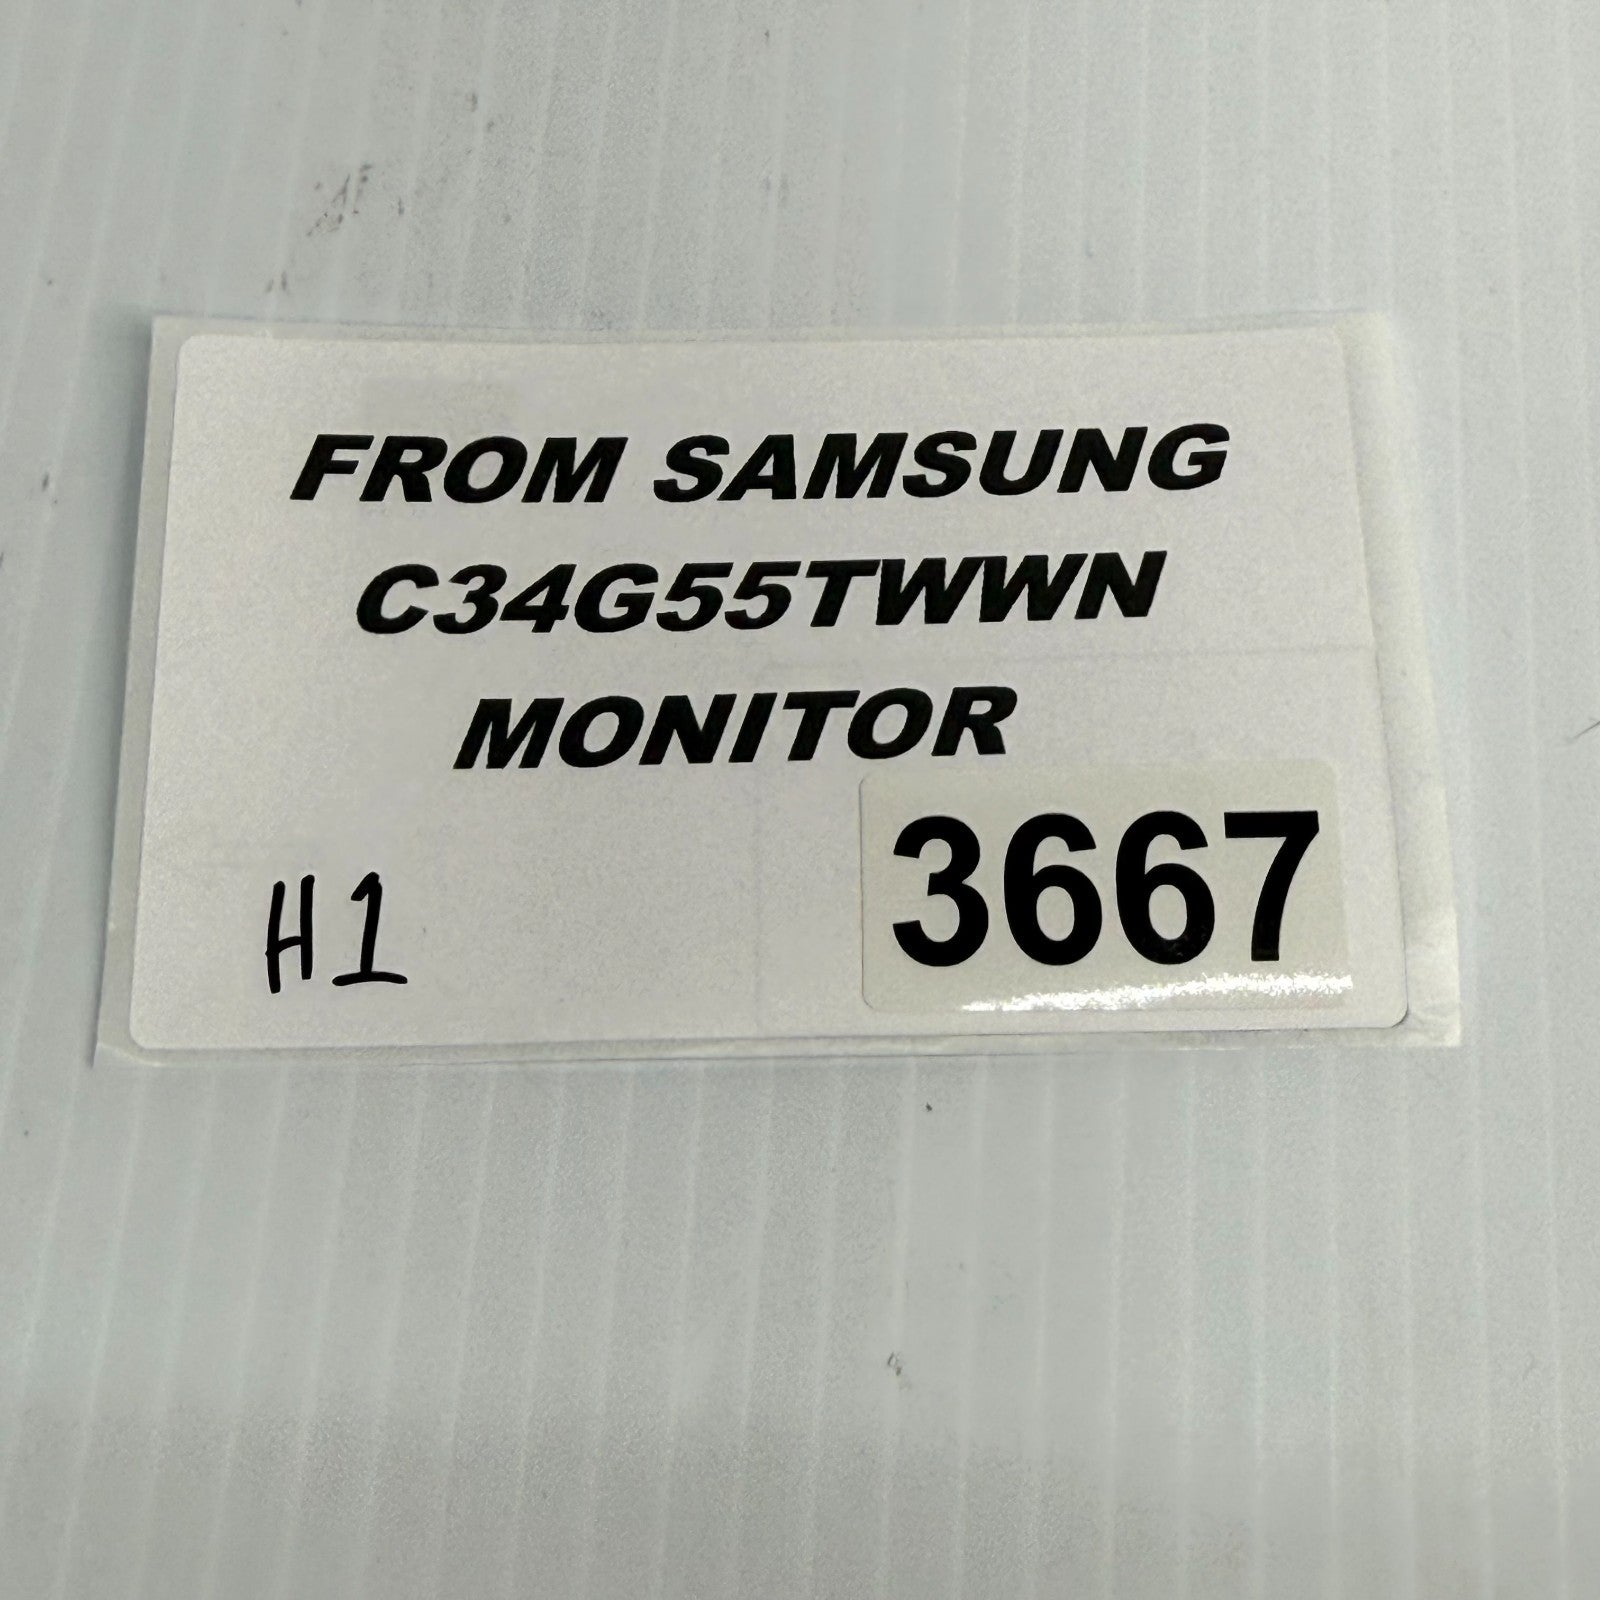 FROM SAMSUNG
C34G55TWWN
MONITOR
3667
H1